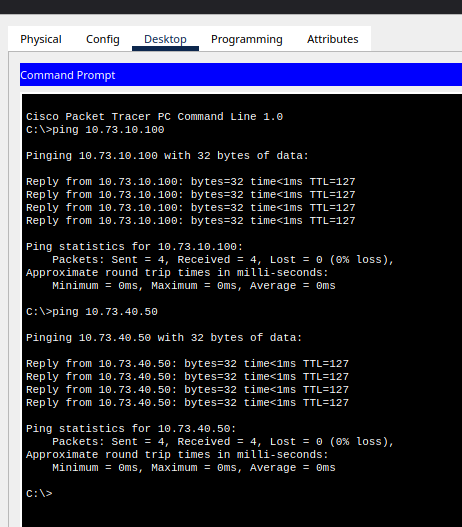 Physical Config Desktop Programming Attributes
Command Prompt
Cisco Packet Tracer PC Command Line 1.0
C:\>ping 10.73.10.100
Pinging 10.73.10.100 with 32 bytes of data:
Reply from 10.73.10.100: bytes=32 time<1ms TTL=127
Reply from 10.73.10.100: bytes=32 time<1ms TTL=127
Reply from 10.73.10.100: bytes=32 time<1ms TTL=127
Reply from 10.73.10.100: bytes=32 time<1ms TTL=127
Ping statistics for 10.73.10.100:
    Packets: Sent = 4, Received = 4, Lost = 0 (0% loss),
Approximate round trip times in milli-seconds:
    Minimum = 0ms, Maximum = 0ms, Average = 0ms
C:\>ping 10.73.40.50
Pinging 10.73.40.50 with 32 bytes of data:
Reply from 10.73.40.50: bytes=32 time<1ms TTL=127
Reply from 10.73.40.50: bytes=32 time<1ms TTL=127
Reply from 10.73.40.50: bytes=32 time<1ms TTL=127
Reply from 10.73.40.50: bytes=32 time<1ms TTL=127
Ping statistics for 10.73.40.50:
    Packets: Sent = 4, Received = 4, Lost = 0 (0% loss),
Approximate round trip times in milli-seconds:
    Minimum = 0ms, Maximum = 0ms, Average = 0ms
C:\>